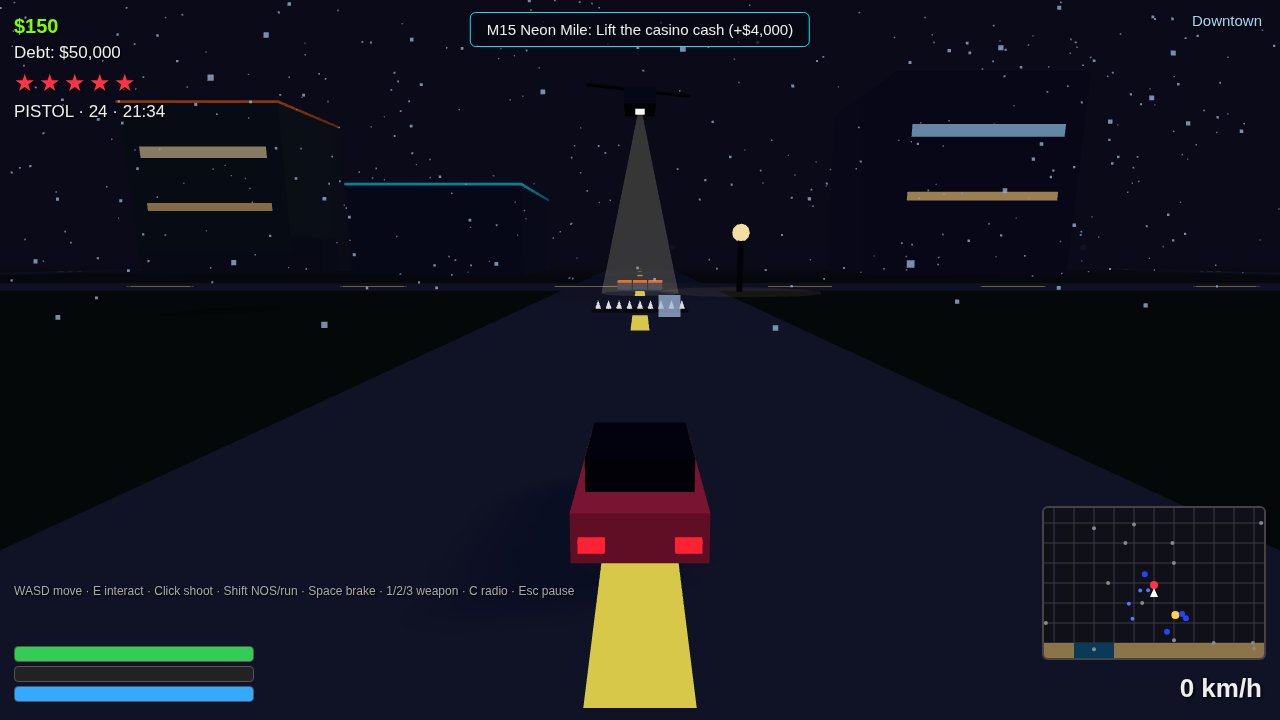 $150
M15 Neon Mile: Lift the casino cash (+$4,000)
Downtown
Debt: $50,000
★★★★★
PISTOL · 24 · 21:34
WASD move · E interact · Click shoot · Shift NOS/run · Space brake · 1/2/3 weapon · C radio · Esc pause
0 km/h